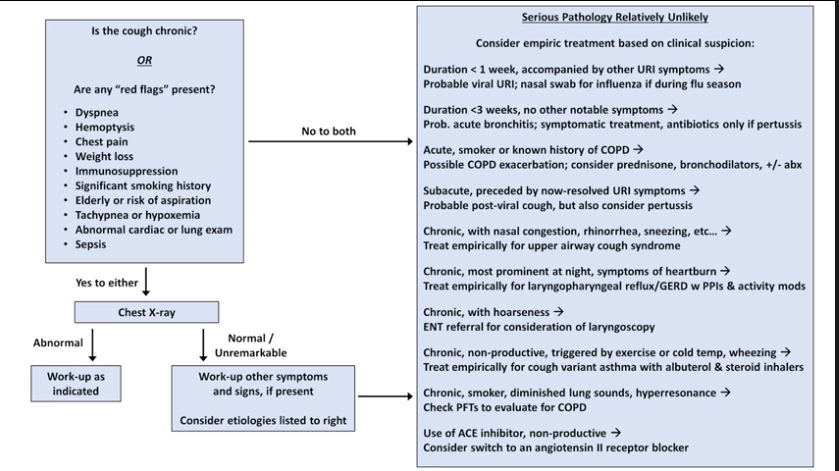 Is the cough chronic?
OR
Are any “red flags” present?
• Dyspnea
• Hemoptysis
• Chest pain
• Weight loss
• Immunosuppression
• Significant smoking history
• Elderly or risk of aspiration
• Tachypnea or hypoxemia
• Abnormal cardiac or lung exam
• Sepsis
No to both
Yes to either
Chest X-ray
Abnormal
Normal /
Unremarkable
Work-up as
indicated
Work-up other symptoms
and signs, if present
Consider etiologies listed to right
Serious Pathology Relatively Unlikely
Consider empiric treatment based on clinical suspicion:
Duration < 1 week, accompanied by other URI symptoms →
Probable viral URI; nasal swab for influenza if during flu season
Duration <3 weeks, no other notable symptoms →
Prob. acute bronchitis; symptomatic treatment, antibiotics only if pertussis
Acute, smoker or known history of COPD →
Possible COPD exacerbation; consider prednisone, bronchodilators, +/- abx
Subacute, preceded by now-resolved URI symptoms →
Probable post-viral cough, but also consider pertussis
Chronic, with nasal congestion, rhinorrhea, sneezing, etc... →
Treat empirically for upper airway cough syndrome
Chronic, most prominent at night, symptoms of heartburn →
Treat empirically for laryngopharyngeal reflux/GERD w PPIs & activity mods
Chronic, with hoarseness →
ENT referral for consideration of laryngoscopy
Chronic, non-productive, triggered by exercise or cold temp, wheezing →
Treat empirically for cough variant asthma with albuterol & steroid inhalers
Chronic, smoker, diminished lung sounds, hyperresonance →
Check PFTs to evaluate for COPD
Use of ACE inhibitor, non-productive →
Consider switch to an angiotensin II receptor blocker